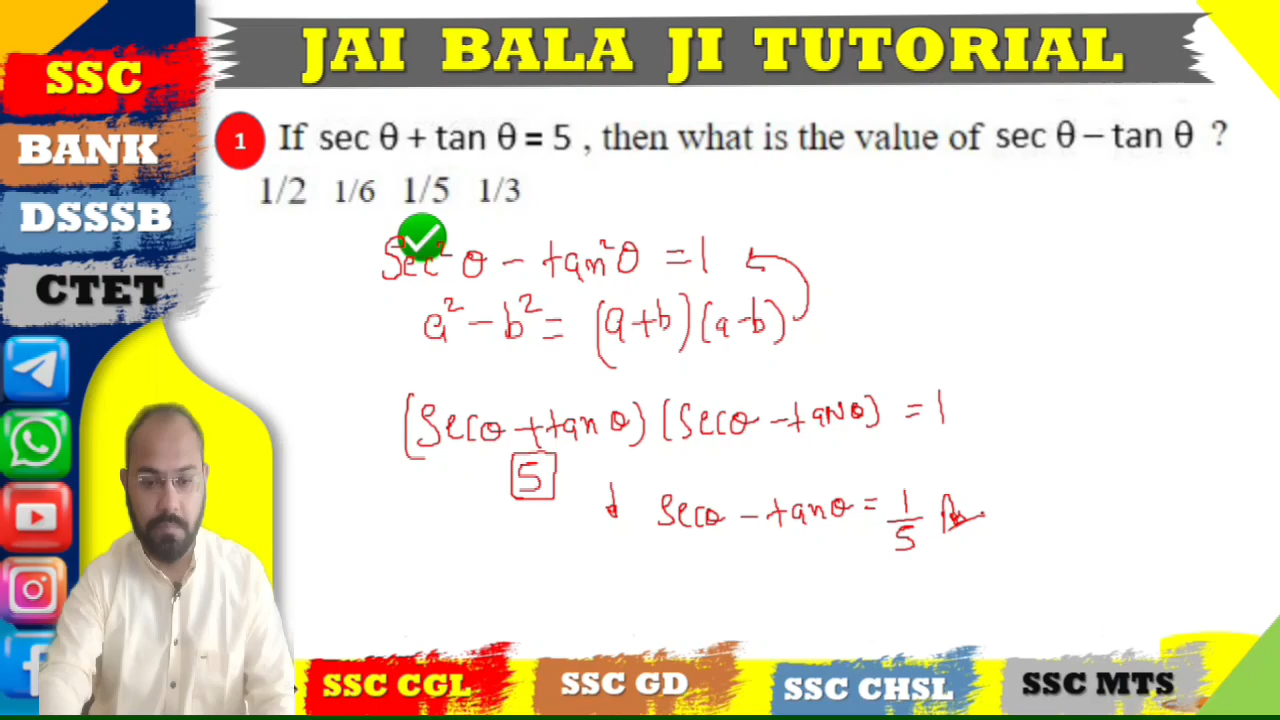 JAI BALA JI TUTORIAL
SSC
BANK
DSSSB
CTET
1 If sec θ + tan θ = 5 , then what is the value of sec θ − tan θ ?
1/2 1/6 1/5 1/3
Sec²θ − tan²θ = 1
a² − b² = (a+b)(a−b)
(Secθ + tanθ)(Secθ − tanθ) = 1
5
Secθ − tanθ = 1/5
SSC CGL
SSC GD
SSC CHSL
SSC MTS